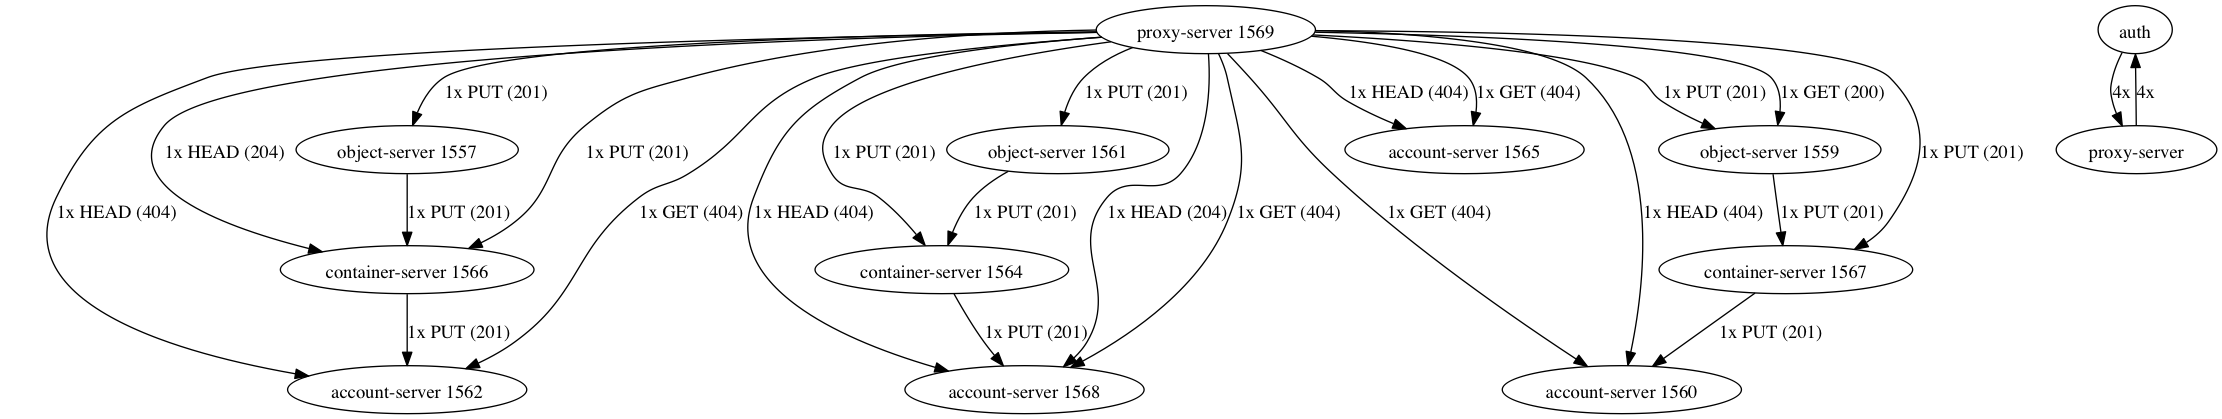 proxy-server 1569
auth
1x PUT (201)
1x PUT (201)
1x HEAD (404)
1x GET (404)
1x PUT (201)
1x GET (200)
4x
4x
1x HEAD (204)
object-server 1557
1x PUT (201)
1x PUT (201)
object-server 1561
account-server 1565
object-server 1559
1x PUT (201)
proxy-server
1x HEAD (404)
1x PUT (201)
1x GET (404)
1x HEAD (404)
1x PUT (201)
1x HEAD (204)
1x GET (404)
1x GET (404)
1x HEAD (404)
1x PUT (201)
container-server 1566
container-server 1564
container-server 1567
1x PUT (201)
1x PUT (201)
1x PUT (201)
account-server 1562
account-server 1568
account-server 1560